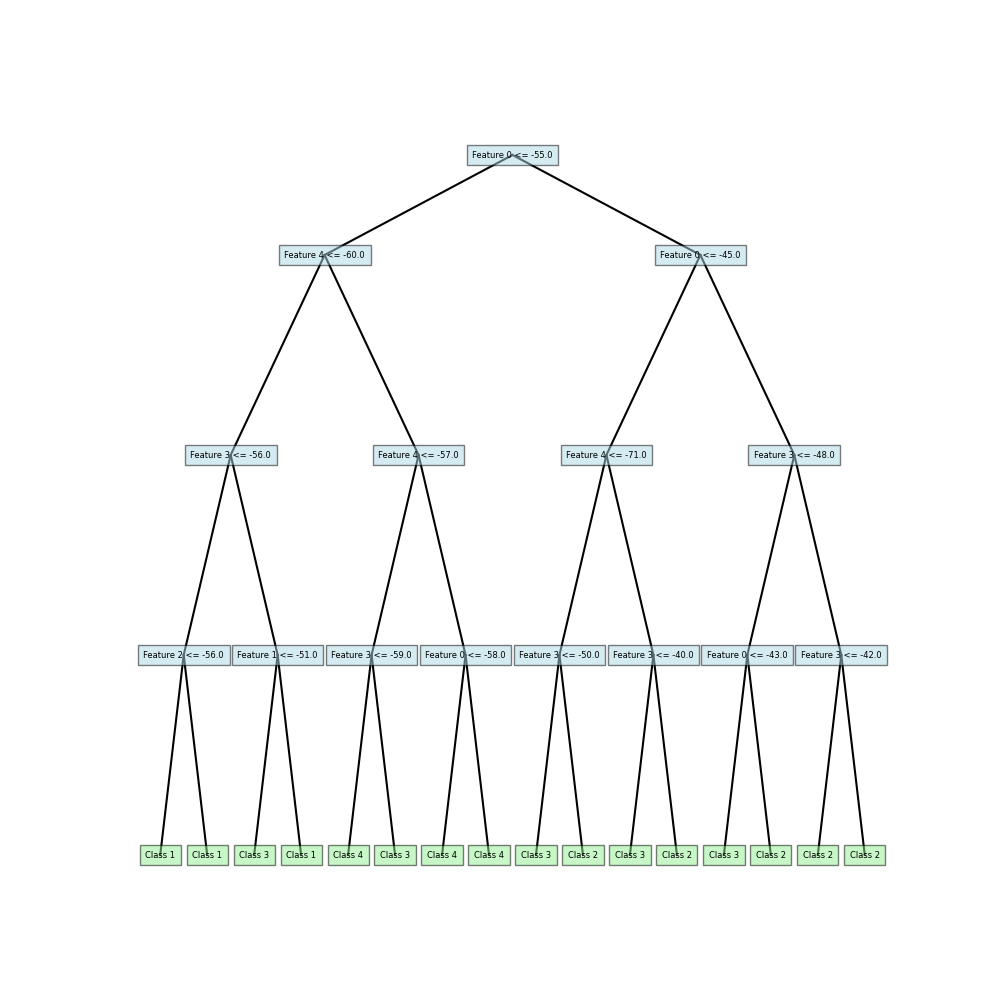 Feature 0 <= -55.0
Feature 4 <= -60.0
Feature 0 <= -45.0
Feature 3 <= -56.0
Feature 4 <= -57.0
Feature 4 <= -71.0
Feature 3 <= -48.0
Feature 2 <= -56.0
Feature 1 <= -51.0
Feature 3 <= -59.0
Feature 0 <= -58.0
Feature 3 <= -50.0
Feature 3 <= -40.0
Feature 0 <= -43.0
Feature 3 <= -42.0
Class 1
Class 1
Class 3
Class 1
Class 4
Class 3
Class 4
Class 4
Class 3
Class 2
Class 3
Class 2
Class 3
Class 2
Class 2
Class 2